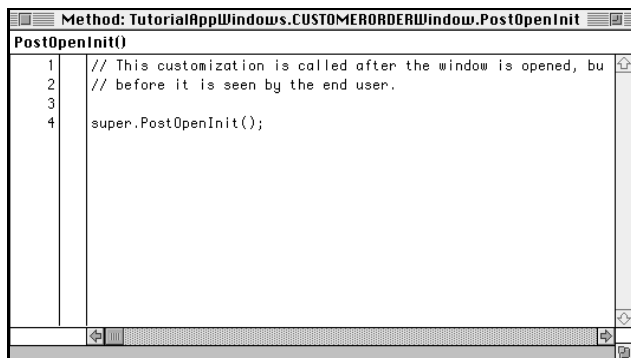 Method: TutorialAppWindows.CUSTOMERORDERWindow.PostOpenInit
PostOpenInit()
1 // This customization is called after the window is opened, bu
2 // before it is seen by the end user.
3
4 super.PostOpenInit();